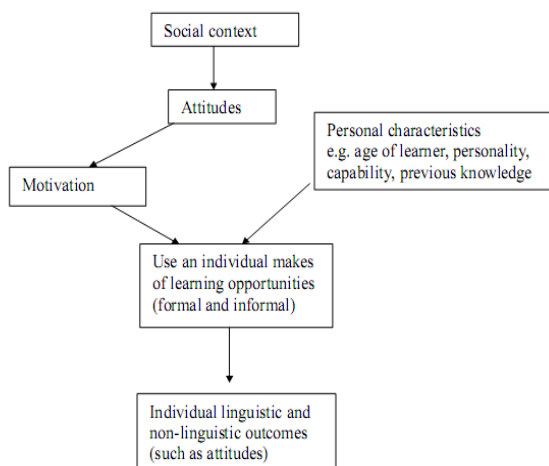 Social context
Attitudes
Personal characteristics
e.g. age of learner, personality,
capability, previous knowledge
Motivation
Use an individual makes
of learning opportunities
(formal and informal)
Individual linguistic and
non-linguistic outcomes
(such as attitudes)